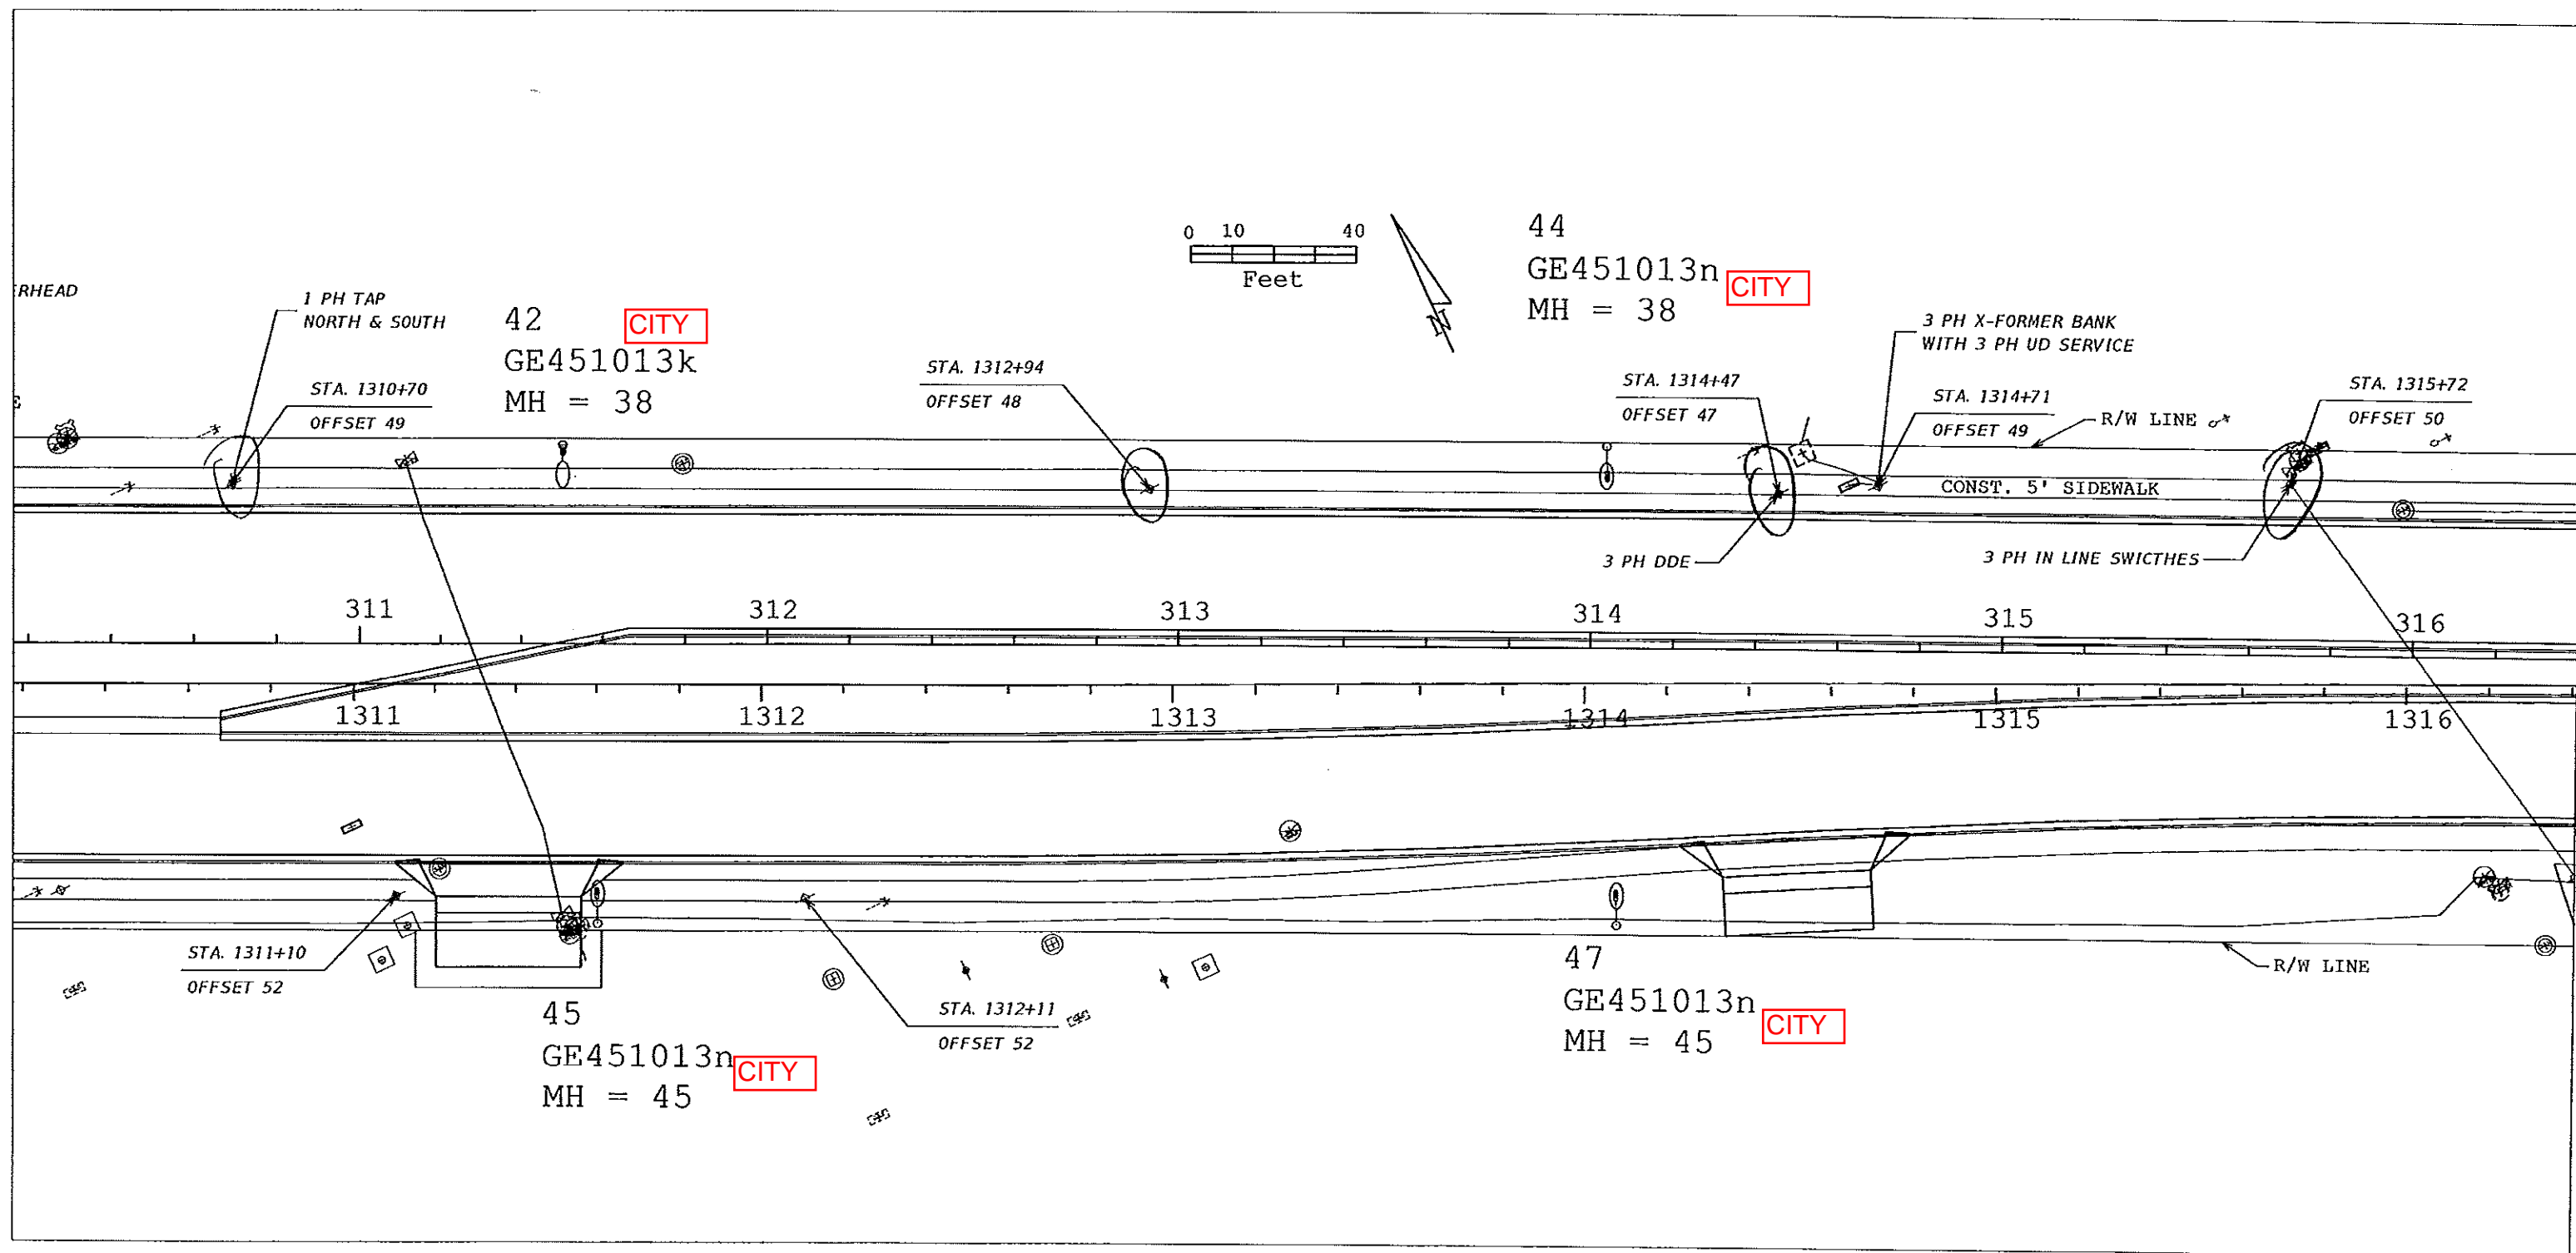 0 10 40
Feet
N
44
GE451013n
CITY
MH = 38
RHEAD
1 PH TAP
NORTH & SOUTH
42
CITY
GE451013k
MH = 38
STA. 1310+70
OFFSET 49
STA. 1312+94
OFFSET 48
STA. 1314+47
OFFSET 47
3 PH X-FORMER BANK
WITH 3 PH UD SERVICE
STA. 1314+71
OFFSET 49
R/W LINE
STA. 1315+72
OFFSET 50
E
CONST. 5' SIDEWALK
3 PH DDE
3 PH IN LINE SWICTHES
311 312 313 314 315 316
1311 1312 1313 1314 1315 1316
STA. 1311+10
OFFSET 52
45
GE451013n
CITY
MH = 45
STA. 1312+11
OFFSET 52
47
GE451013n
CITY
MH = 45
R/W LINE